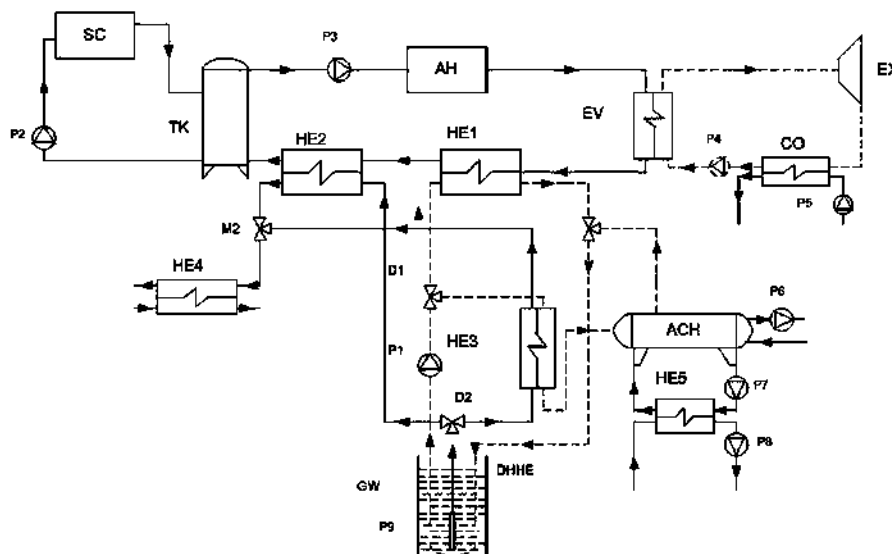 SC
P3
AH
EX
TK
EV
P2
HE2
HE1
P4
CO
P5
M2
HE4
D1
P6
ACH
P1
HE3
HE5
P7
D2
P8
DHHE
GW
P9